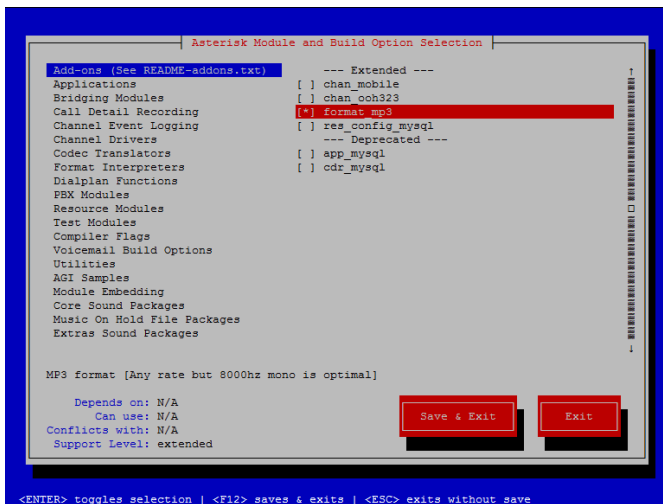 Asterisk Module and Build Option Selection
Add-ons (See README-addons.txt) --- Extended ---
Applications [ ] chan_mobile
Bridging Modules [ ] chan_ooh323
Call Detail Recording [*] format_mp3
Channel Event Logging [ ] res_config_mysql
Channel Drivers --- Deprecated ---
Codec Translators [ ] app_mysql
Format Interpreters [ ] cdr_mysql
Dialplan Functions
PBX Modules
Resource Modules
Test Modules
Compiler Flags
Voicemail Build Options
Utilities
AGI Samples
Module Embedding
Core Sound Packages
Music On Hold File Packages
Extras Sound Packages
MP3 format [Any rate but 8000hz mono is optimal]
Depends on: N/A
Can use: N/A
Conflicts with: N/A
Support Level: extended
Save & Exit Exit
<ENTER> toggles selection | <F12> saves & exits | <ESC> exits without save